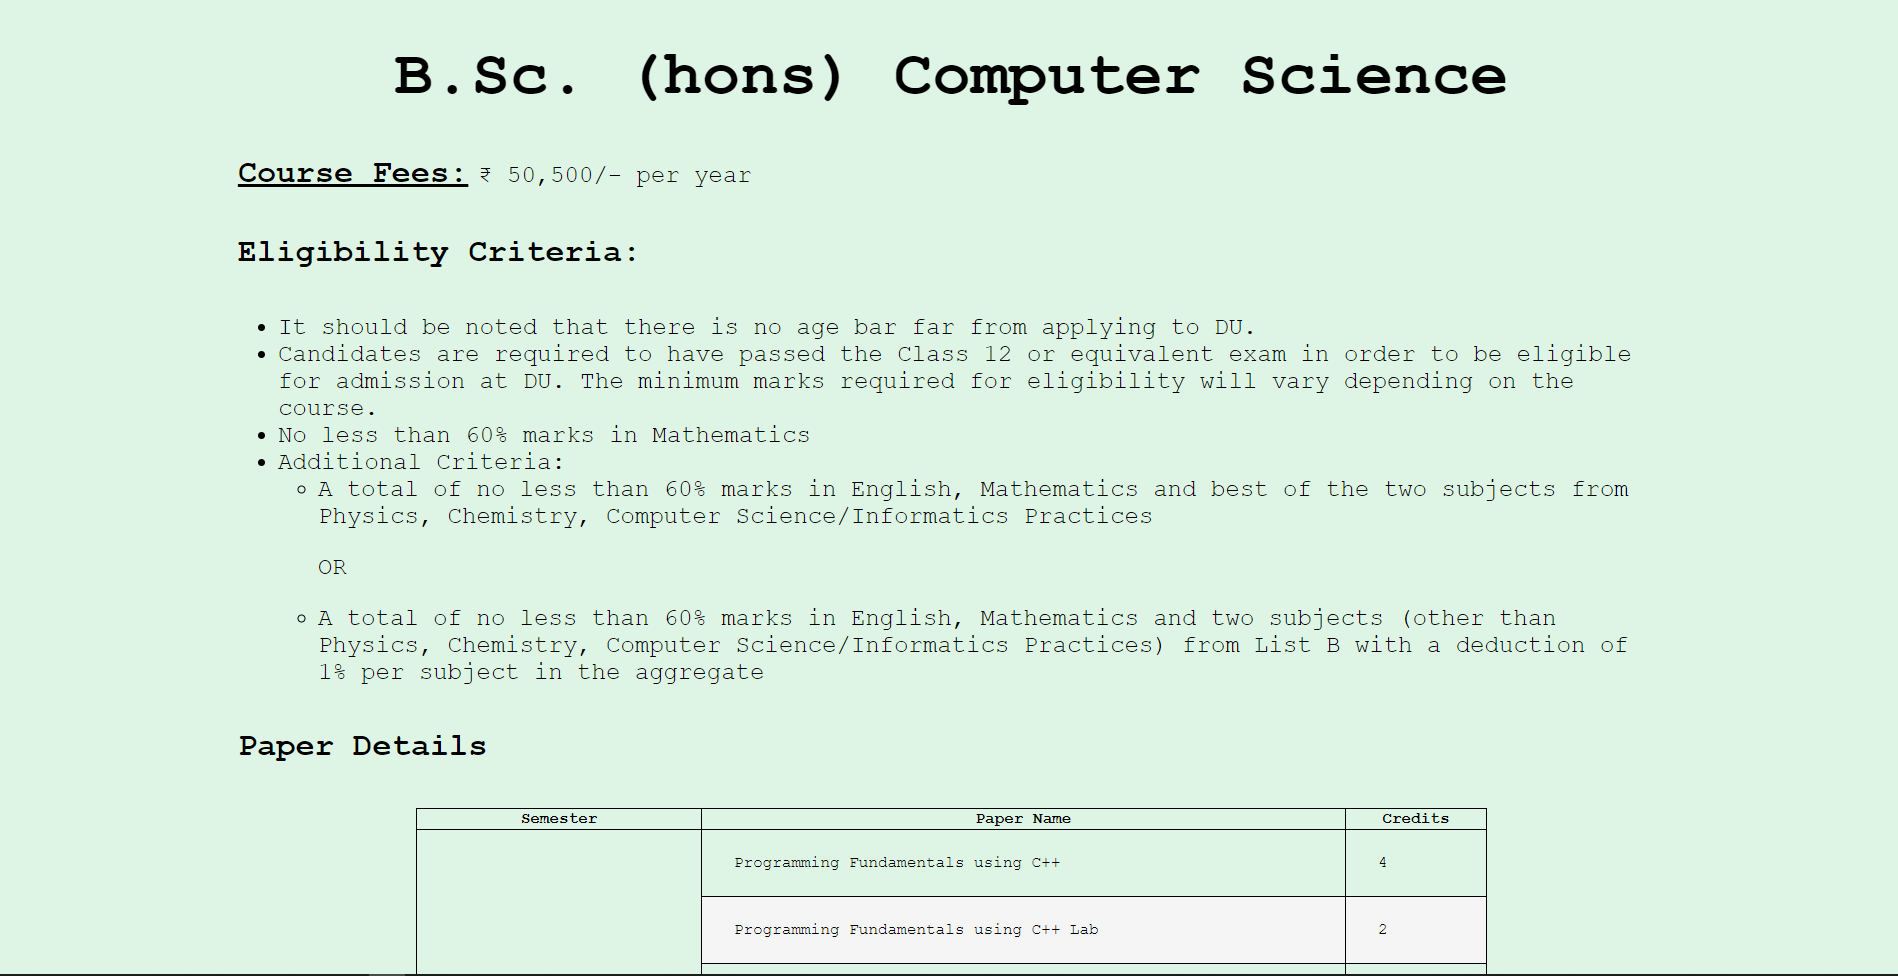 B.Sc. (hons) Computer Science
Course Fees: ₹ 50,500/- per year
Eligibility Criteria:
It should be noted that there is no age bar far from applying to DU.
Candidates are required to have passed the Class 12 or equivalent exam in order to be eligible
for admission at DU. The minimum marks required for eligibility will vary depending on the
course.
No less than 60% marks in Mathematics
Additional Criteria:
A total of no less than 60% marks in English, Mathematics and best of the two subjects from
Physics, Chemistry, Computer Science/Informatics Practices
OR
A total of no less than 60% marks in English, Mathematics and two subjects (other than
Physics, Chemistry, Computer Science/Informatics Practices) from List B with a deduction of
1% per subject in the aggregate
Paper Details
Semester Paper Name Credits
Programming Fundamentals using C++ 4
Programming Fundamentals using C++ Lab 2